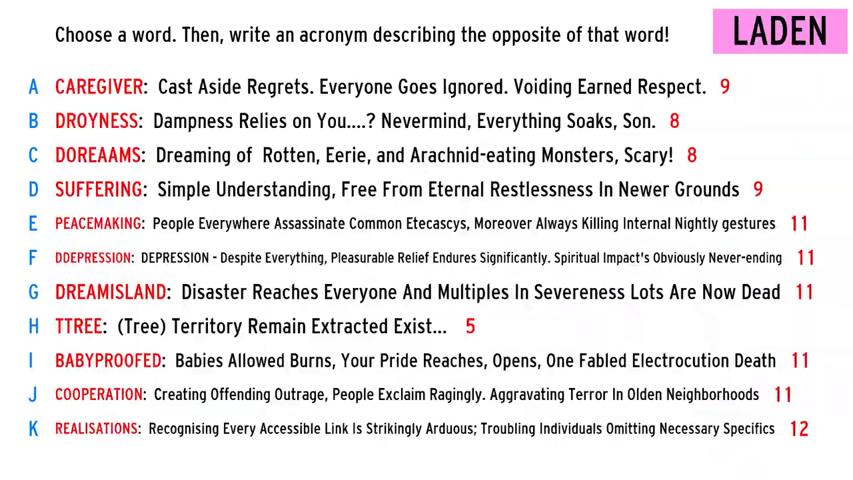 Choose a word. Then, write an acronym describing the opposite of that word!
LADEN
A CAREGIVER: Cast Aside Regrets. Everyone Goes Ignored. Voiding Earned Respect. 9
B DROYNESS: Dampness Relies on You....? Nevermind, Everything Soaks, Son. 8
C DOREAAMS: Dreaming of Rotten, Eerie, and Arachnid-eating Monsters, Scary! 8
D SUFFERING: Simple Understanding, Free From Eternal Restlessness In Newer Grounds 9
E PEACEMAKING: People Everywhere Assassinate Common Etecascys, Moreover Always Killing Internal Nightly gestures 11
F DDEPRESSION: DEPRESSION - Despite Everything, Pleasurable Relief Endures Significantly. Spiritual Impact's Obviously Never-ending 11
G DREAMISLAND: Disaster Reaches Everyone And Multiples In Severeness Lots Are Now Dead 11
H TTREE: (Tree) Territory Remain Extracted Exist... 5
I BABYPROOFED: Babies Allowed Burns, Your Pride Reaches, Opens, One Fabled Electrocution Death 11
J COOPERATION: Creating Offending Outrage, People Exclaim Ragingly. Aggravating Terror In Olden Neighborhoods 11
K REALISATIONS: Recognising Every Accessible Link Is Strikingly Arduous; Troubling Individuals Omitting Necessary Specifics 12